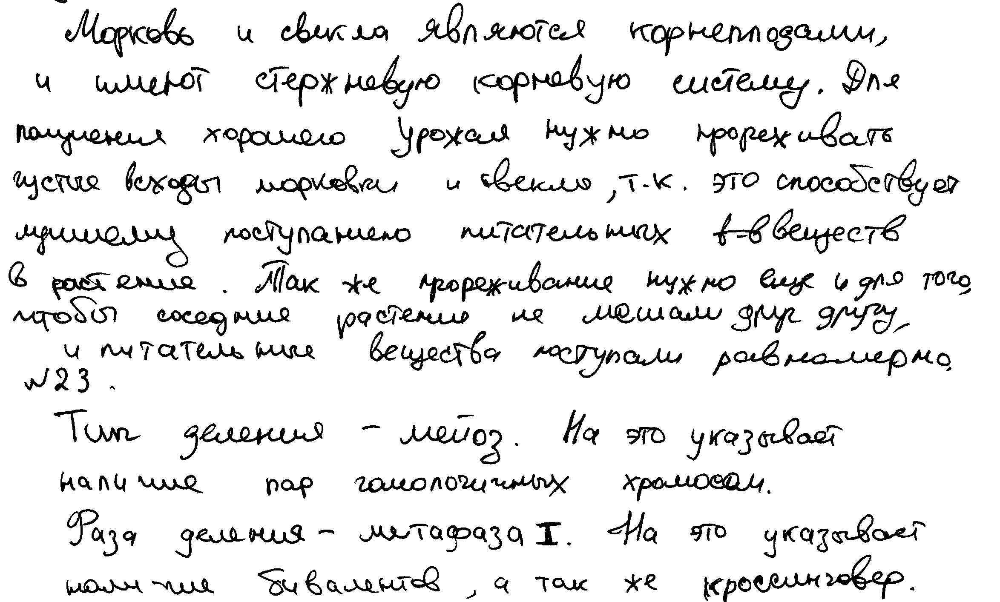 Морковь и свекла являются корнеплодами,
и имеют стержневую корневую систему. Для
получения хорошего урожая нужно прореживать
густые всходы морковки и свеклы, т.к. это способствует
лучшему поступанию питательных в-в веществ
в растение. Так же прореживание нужно еще и для того,
чтобы соседние растение не мешали друг другу,
и питательные вещества поступали равномерно.
№23.
Тип деления - мейоз. На это указывает
наличие пар гомологичных хромосом.
Фаза деления - метафаза I. На это указывает
наличие бивалентов, а так же кроссинговер.